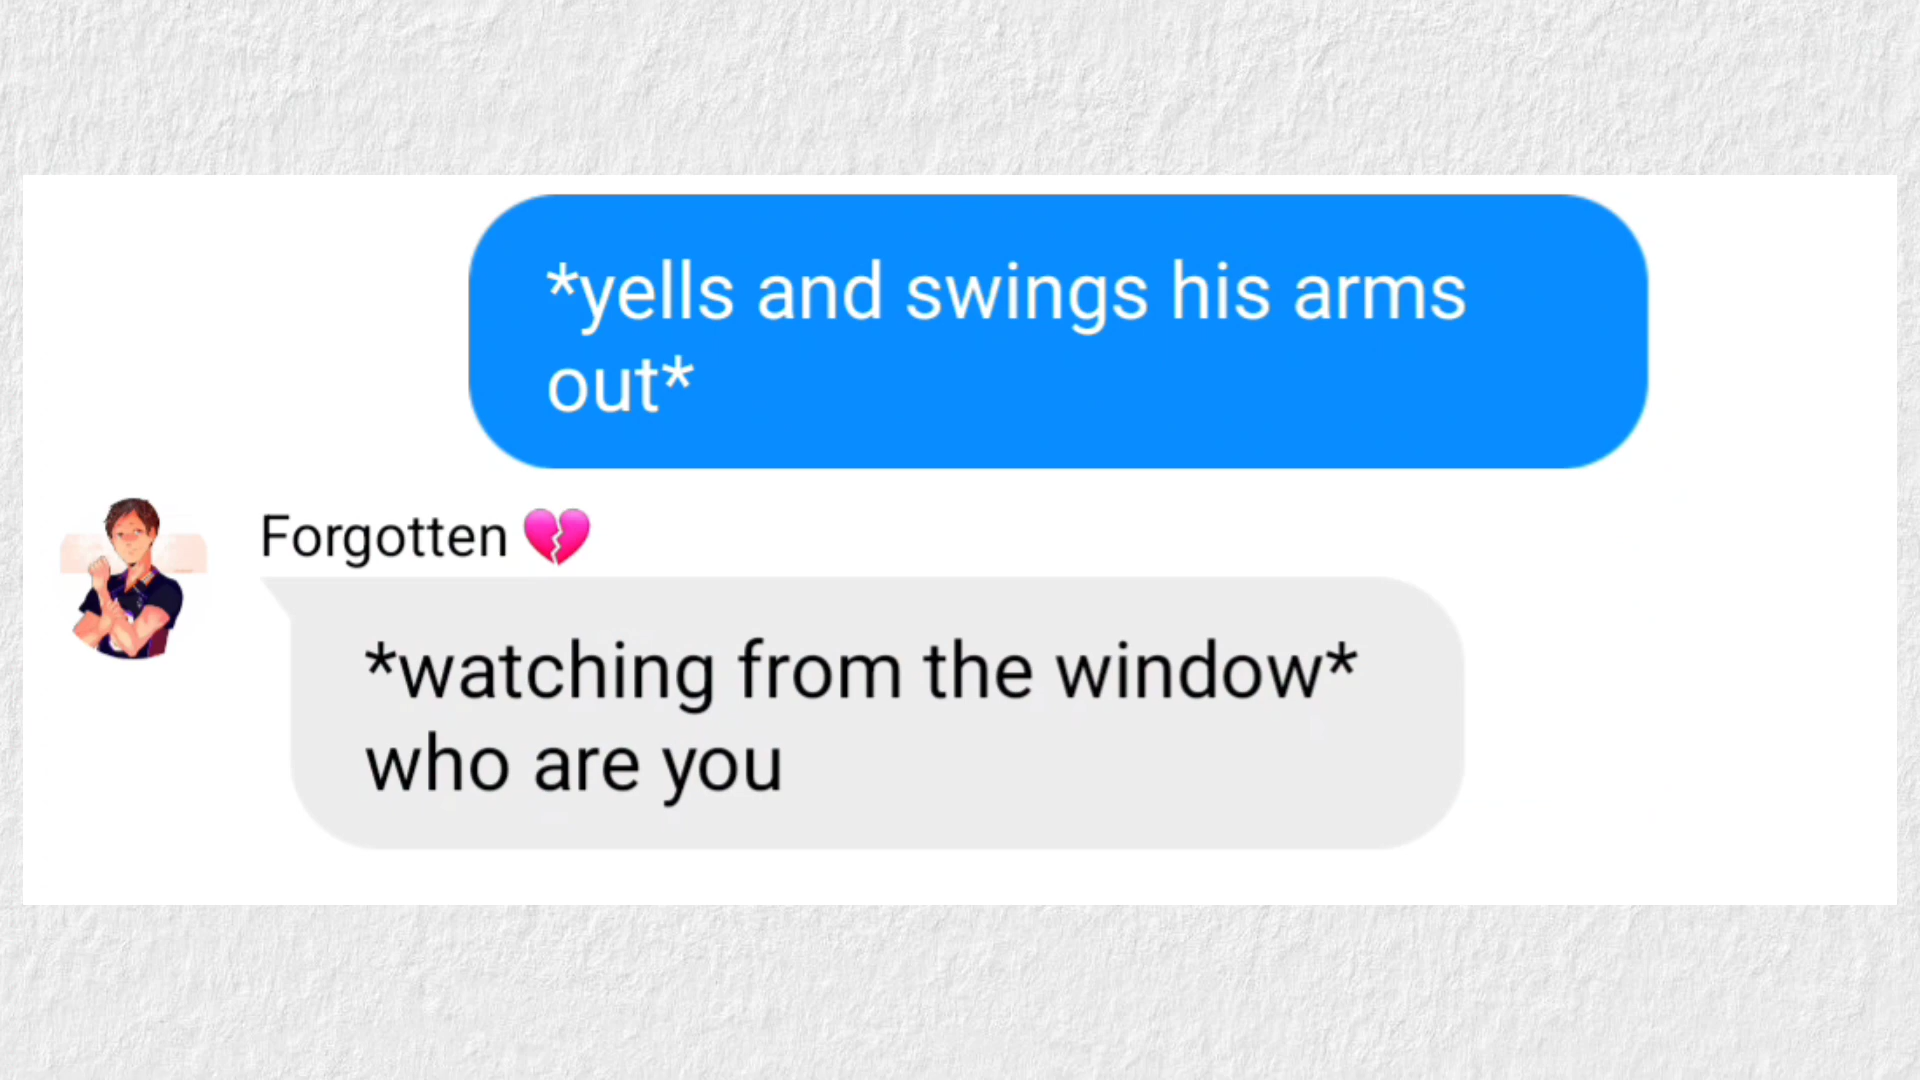 *yells and swings his arms
out*
Forgotten 💔
*watching from the window*
who are you